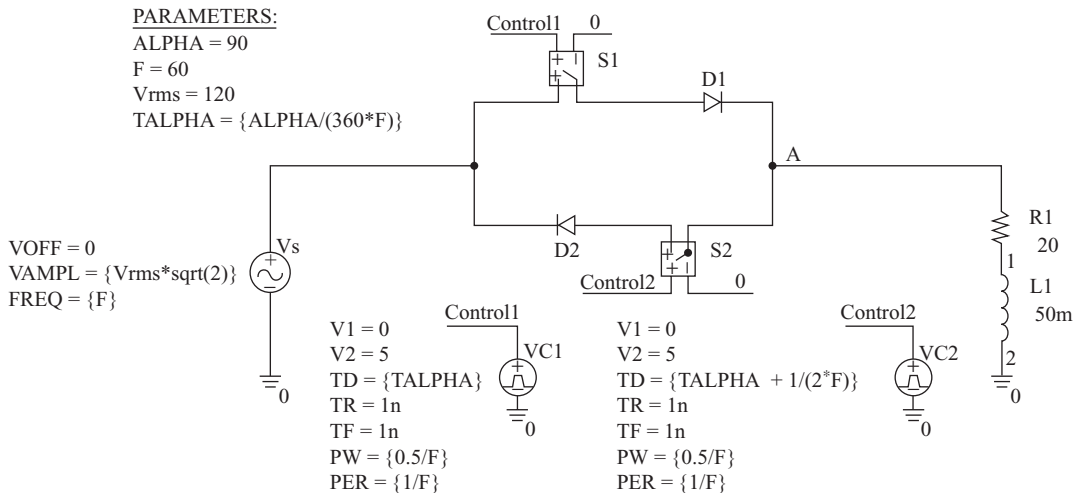 PARAMETERS:
ALPHA = 90
F = 60
Vrms = 120
TALPHA = {ALPHA/(360*F)}
Control1
0
+
–
+
S1
D1
A
D2
+
+
–
S2
Control2
0
VOFF = 0
VAMPL = {Vrms*sqrt(2)}
FREQ = {F}
Vs
+
–
0
R1
20
1
L1
50m
2
0
Control1
V1 = 0
V2 = 5
TD = {TALPHA}
TR = 1n
TF = 1n
PW = {0.5/F}
PER = {1/F}
VC1
+
–
0
Control2
V1 = 0
V2 = 5
TD = {TALPHA + 1/(2*F)}
TR = 1n
TF = 1n
PW = {0.5/F}
PER = {1/F}
VC2
+
–
0